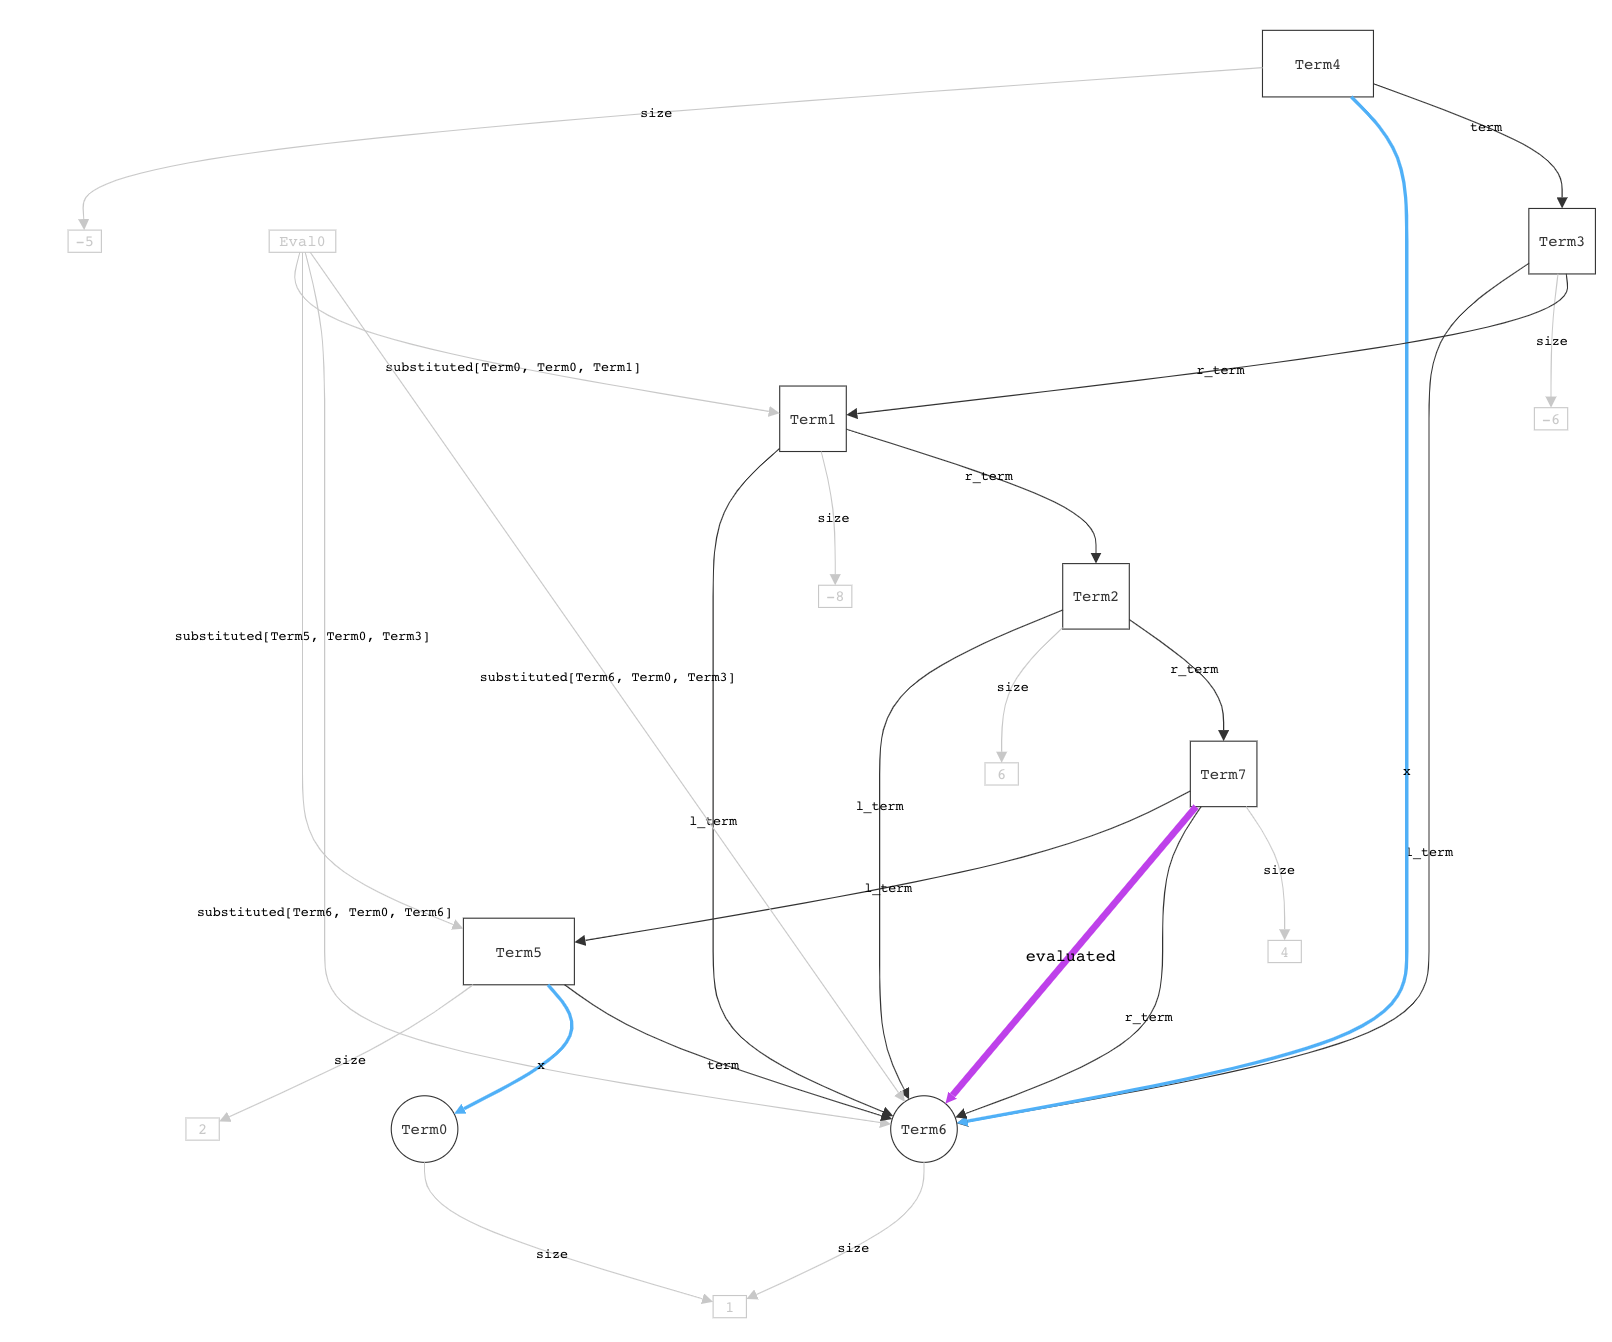 Term4
size
term
-5
Eval0
Term3
size
substituted[Term0, Term0, Term1]
r_term
Term1
-6
r_term
size
Term2
-8
substituted[Term5, Term0, Term3]
r_term
substituted[Term6, Term0, Term3]
size
x
6
Term7
l_term
l_term
l_term
size
l_term
substituted[Term6, Term0, Term6]
Term5
evaluated
4
r_term
size
x
term
2
Term0
Term6
size
size
1